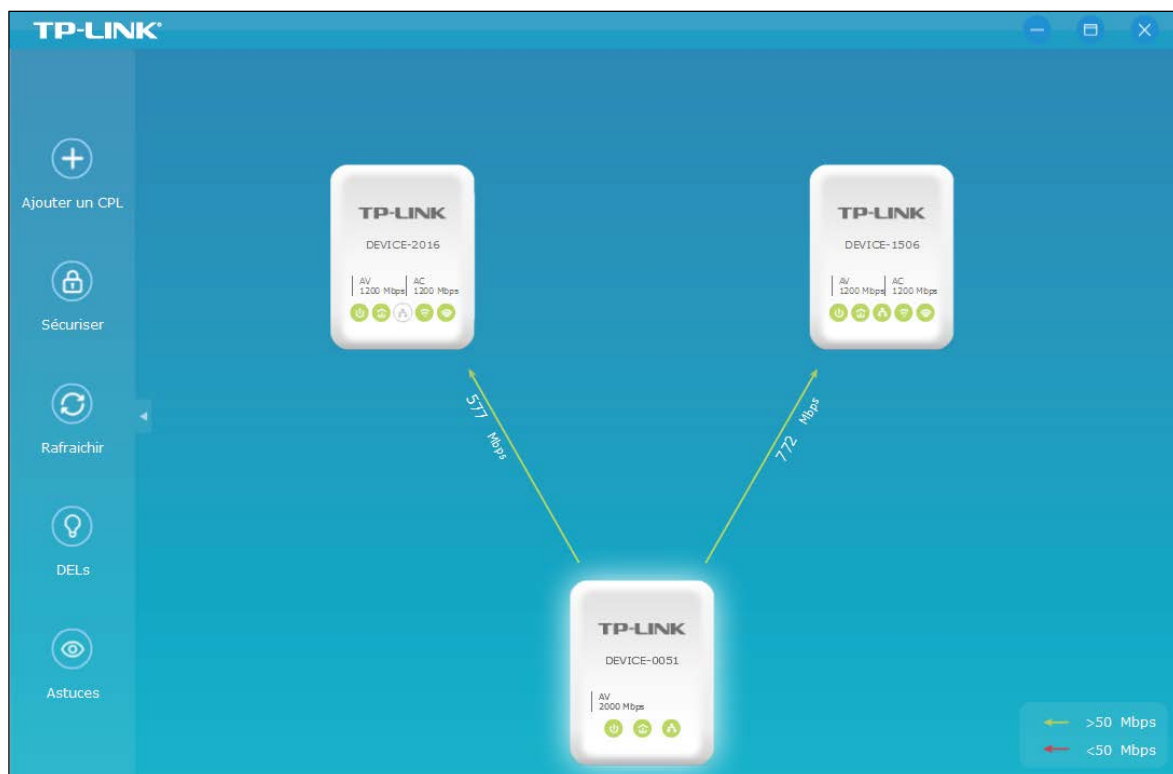 TP-LINK®
Ajouter un CPL
Sécuriser
Rafraichir
DELs
Astuces
TP-LINK
DEVICE-2016
AV AC
1200 Mbps 1200 Mbps
TP-LINK
DEVICE-1506
AV AC
1200 Mbps 1200 Mbps
577 Mbps
772 Mbps
TP-LINK
DEVICE-0051
AV
2000 Mbps
>50 Mbps
<50 Mbps